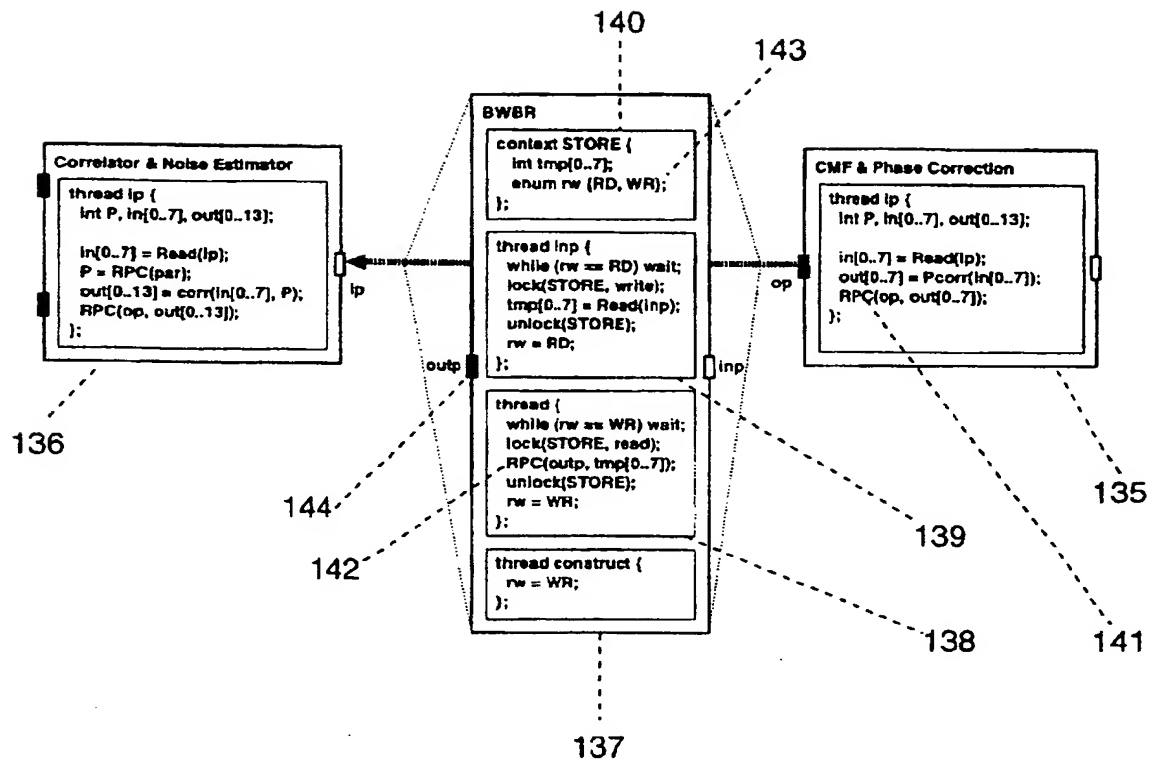 140
143
BWBR
context STORE {
int tmp[0..7];
enum rw (RD, WR);
};
thread inp {
while (rw == RD) wait;
lock(STORE, write);
tmp[0..7] = Read(inp);
unlock(STORE);
rw = RD;
};
thread {
while (rw == WR) wait;
lock(STORE, read);
RPC(outp, tmp[0..7]);
unlock(STORE);
rw = WR;
};
thread construct {
rw = WR;
};
Correlator & Noise Estimator
thread ip {
int P, in[0..7], out[0..13];
in[0..7] = Read(ip);
P = RPC(par);
out[0..13] = corr(in[0..7], P);
RPC(op, out[0..13]);
};
ip
outp
CMF & Phase Correction
thread ip {
int P, in[0..7], out[0..13];
in[0..7] = Read(ip);
out[0..7] = Pcorr(in[0..7]);
RPC(op, out[0..7]);
};
op
inp
136
144
142
135
139
138
141
137